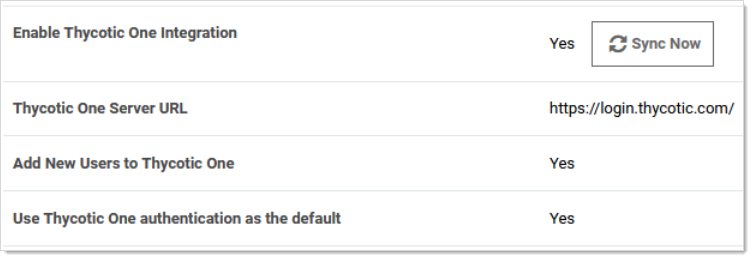 Enable Thycotic One Integration
Yes Sync Now
Thycotic One Server URL https://login.thycotic.com/
Add New Users to Thycotic One Yes
Use Thycotic One authentication as the default Yes